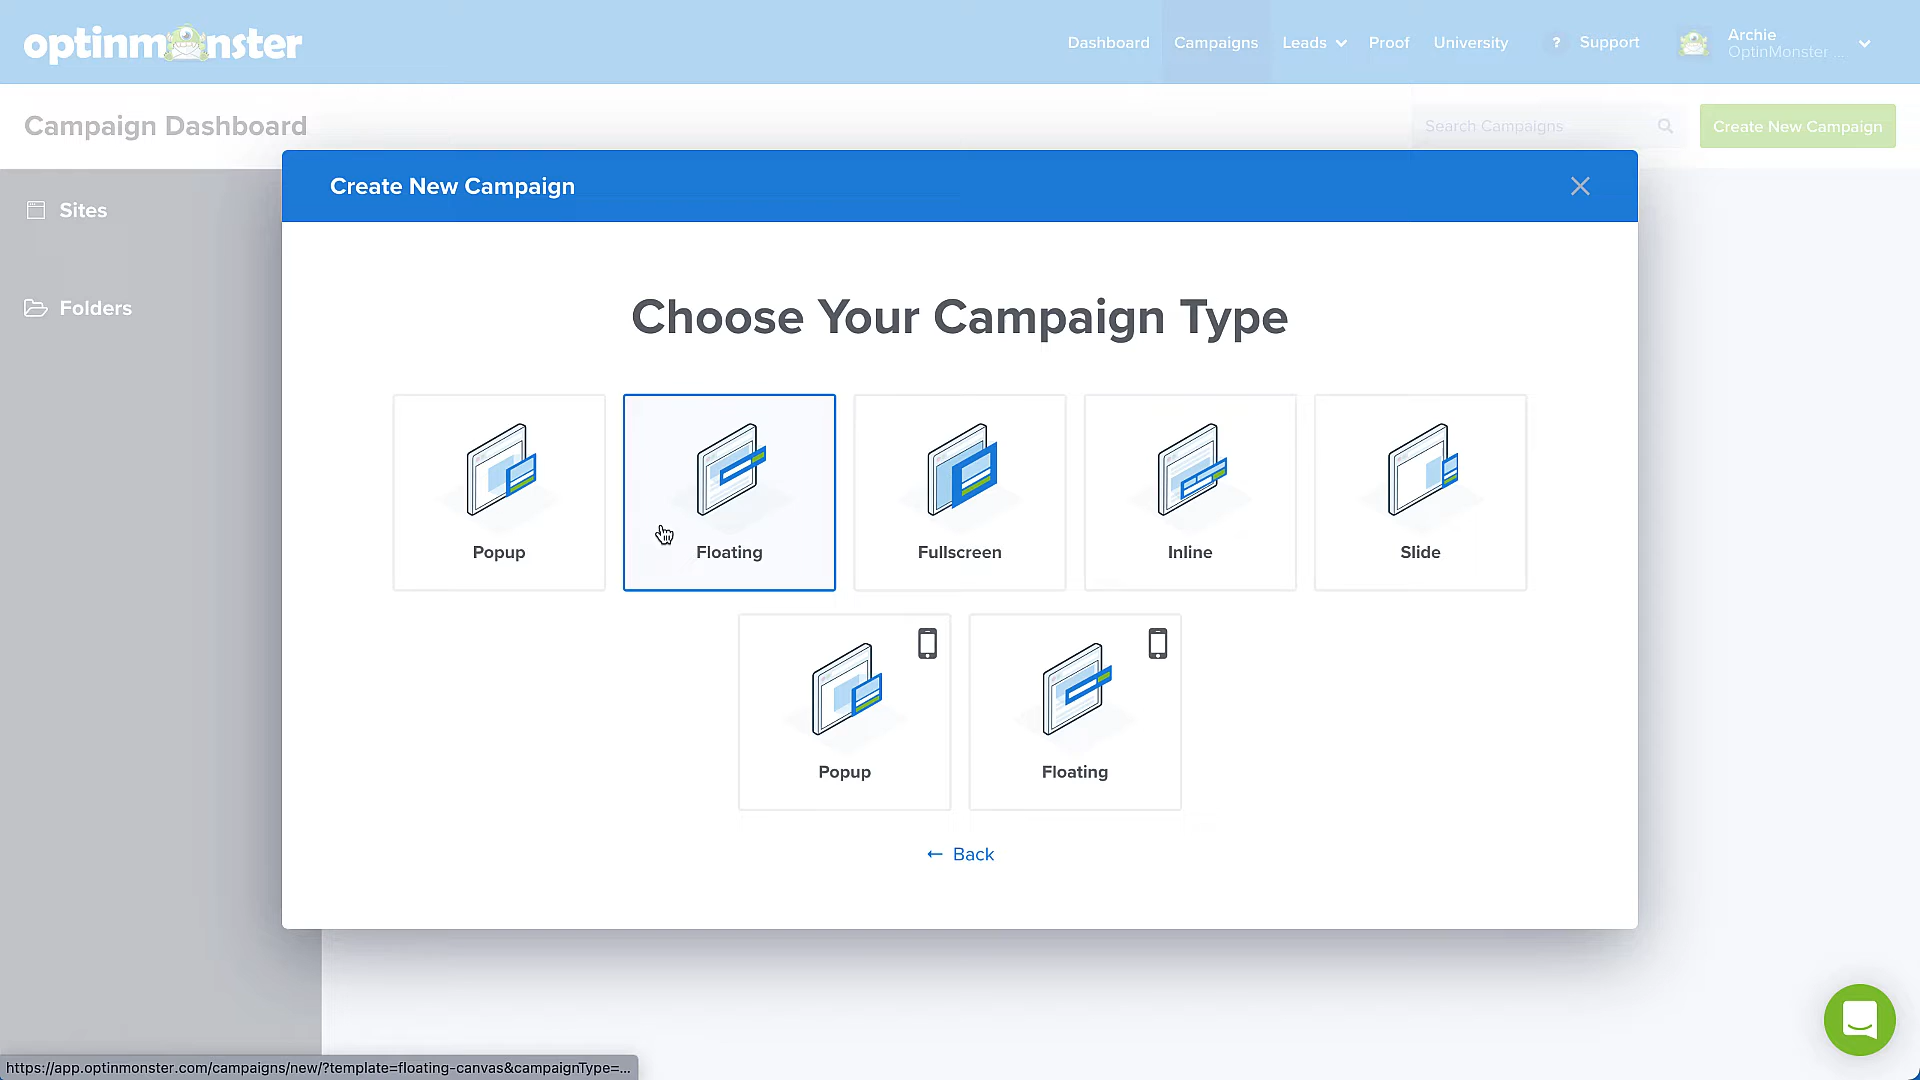 optinmonster
Dashboard
Campaigns
Leads
Proof
University
?
Support
Archie
OptinMonster ...
Campaign Dashboard
Search Campaigns
Create New Campaign
Sites
Folders
Create New Campaign
Choose Your Campaign Type
Popup
Floating
Fullscreen
Inline
Slide
Popup
Floating
← Back
https://app.optinmonster.com/campaigns/new/?template=floating-canvas&campaignType=...